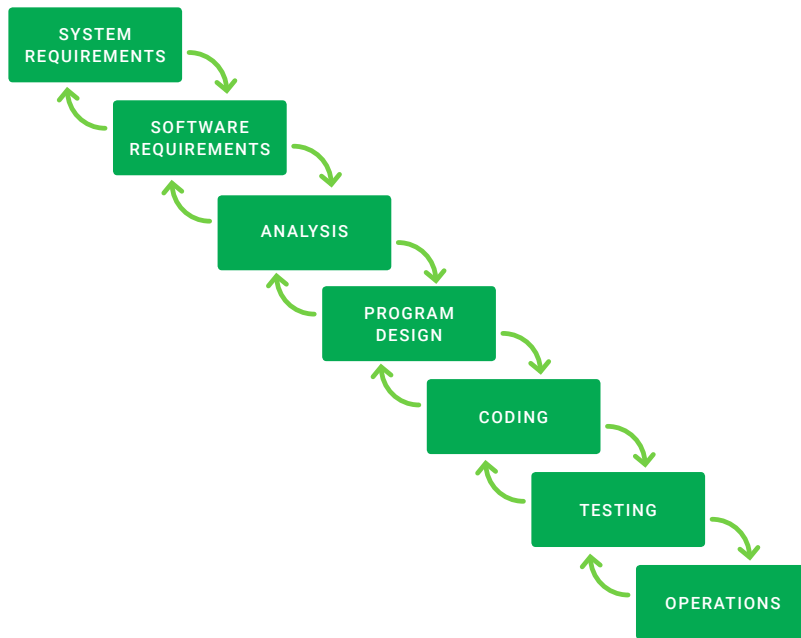 SYSTEM
REQUIREMENTS
SOFTWARE
REQUIREMENTS
ANALYSIS
PROGRAM
DESIGN
CODING
TESTING
OPERATIONS